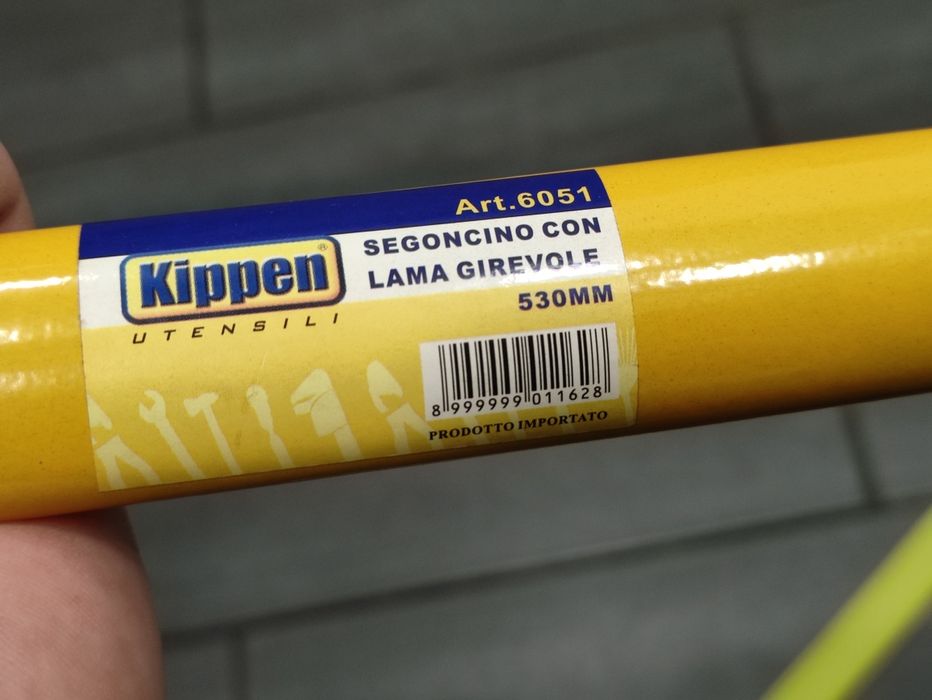 Art.6051
SEGONCINO CON
LAMA GIREVOLE
530MM
Kippen®
UTENSILI
8 999999 011628
PRODOTTO IMPORTATO